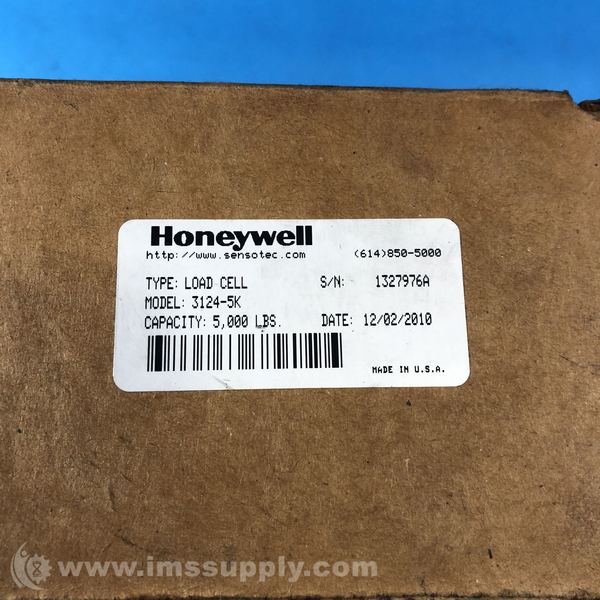 Honeywell
http://www.sensotec.com (614)850-5000
TYPE: LOAD CELL S/N: 1327976A
MODEL: 3124-5K
CAPACITY: 5,000 LBS. DATE: 12/02/2010
MADE IN U.S.A.
www.imssupply.com